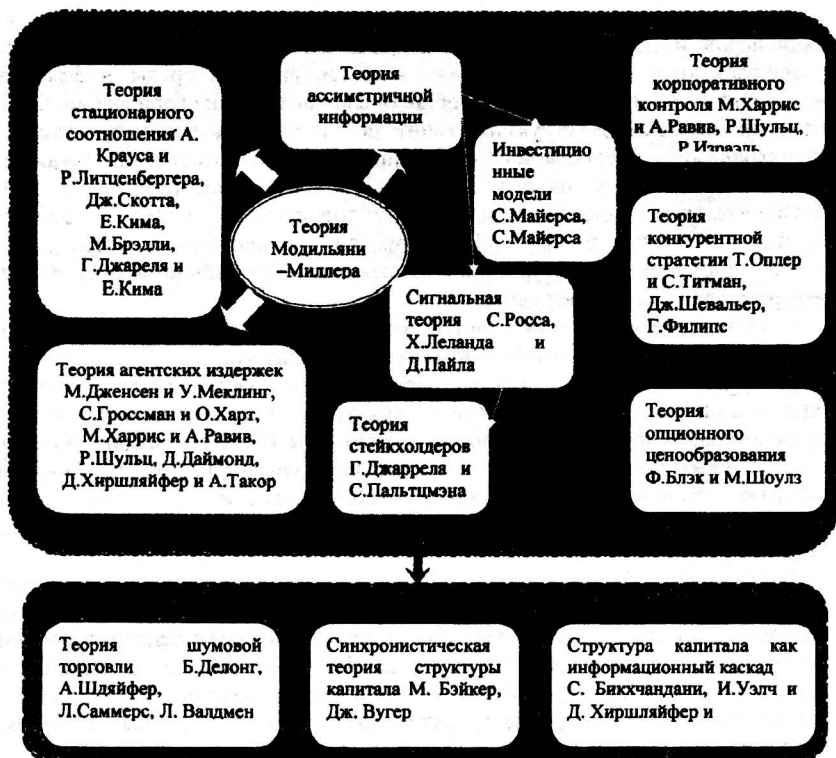 Теория
стационарного
соотношения А.
Крауса и
Р.Литценбергера,
Дж.Скотта,
Е.Кима,
М.Брэдли,
Г.Джареля и
Е.Кима
Теория
ассиметричной
информации
Теория
корпоративного
контроля М.Харрис
и А.Равив, Р.Шульц,
Р.Израэль
Инвестицио
нные
модели
С.Майерса,
С.Майерса
Теория
Модильяни
–Миллера
Теория
конкурентной
стратегии Т.Оплер
и С.Титман,
Дж.Шевальер,
Г.Филипс
Сигнальная
теория С.Росса,
Х.Леланда и
Д.Пайла
Теория агентских издержек
М.Дженсен и У.Меклинг,
С.Гроссман и О.Харт,
М.Харрис и А.Равив,
Р.Шульц, Д.Даймонд,
Д.Хиршляйфер и А.Такор
Теория
стейкхолдеров
Г.Джаррела и
С.Пальтцмэна
Теория
опционного
ценообразования
Ф.Блэк и М.Шоулз
Теория шумовой
торговли Б.Делонг,
А.Шдяйфер,
Л.Саммерс, Л. Валдмен
Синхронистическая
теория структуры
капитала М. Бэйкер,
Дж. Вуглер
Структура капитала как
информационный каскад
С. Бикхчандани, И.Уэлч и
Д. Хиршляйфер и